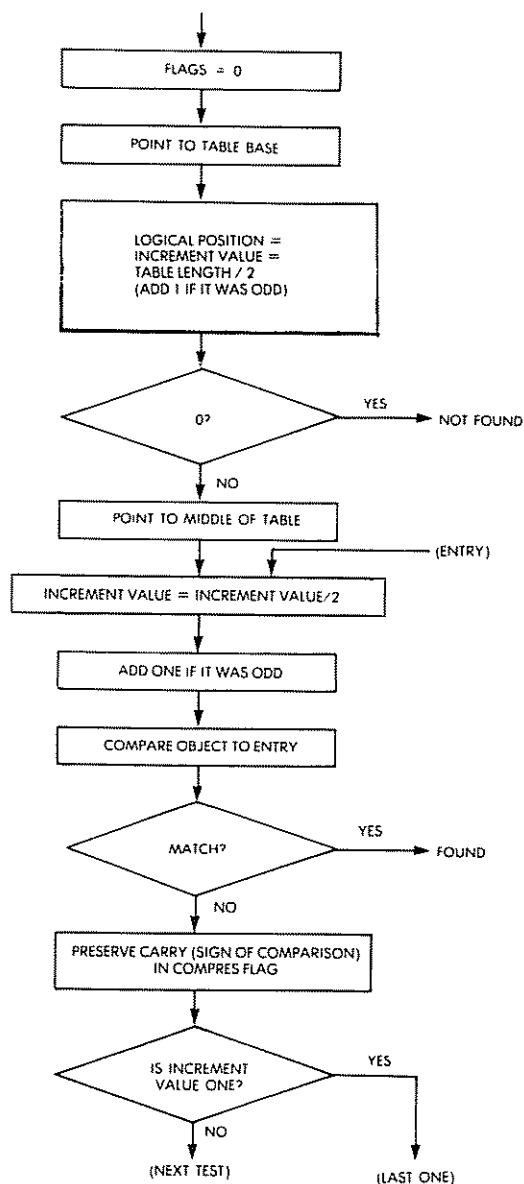 FLAGS = 0
POINT TO TABLE BASE
LOGICAL POSITION =
INCREMENT VALUE =
TABLE LENGTH / 2
(ADD 1 IF IT WAS ODD)
0?
YES
NOT FOUND
NO
POINT TO MIDDLE OF TABLE
(ENTRY)
INCREMENT VALUE = INCREMENT VALUE/2
ADD ONE IF IT WAS ODD
COMPARE OBJECT TO ENTRY
MATCH?
YES
FOUND
NO
PRESERVE CARRY (SIGN OF COMPARISON)
IN COMPRES FLAG
IS INCREMENT
VALUE ONE?
YES
NO
(NEXT TEST)
(LAST ONE)